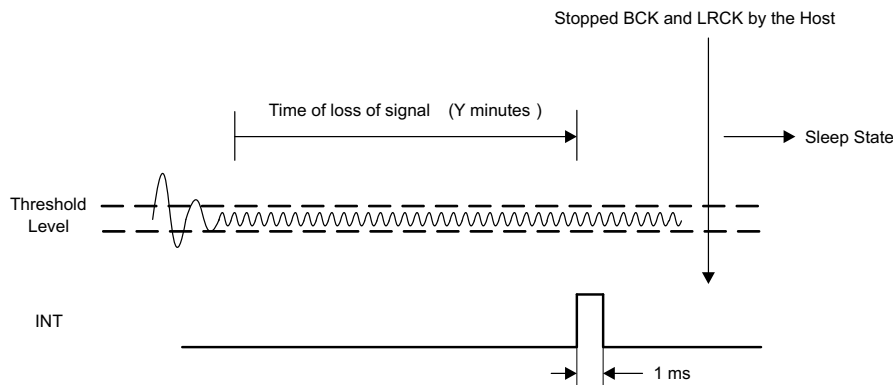 Stopped BCK and LRCK by the Host
Time of loss of signal (Y minutes )
Sleep State
Threshold
Level
INT
1 ms